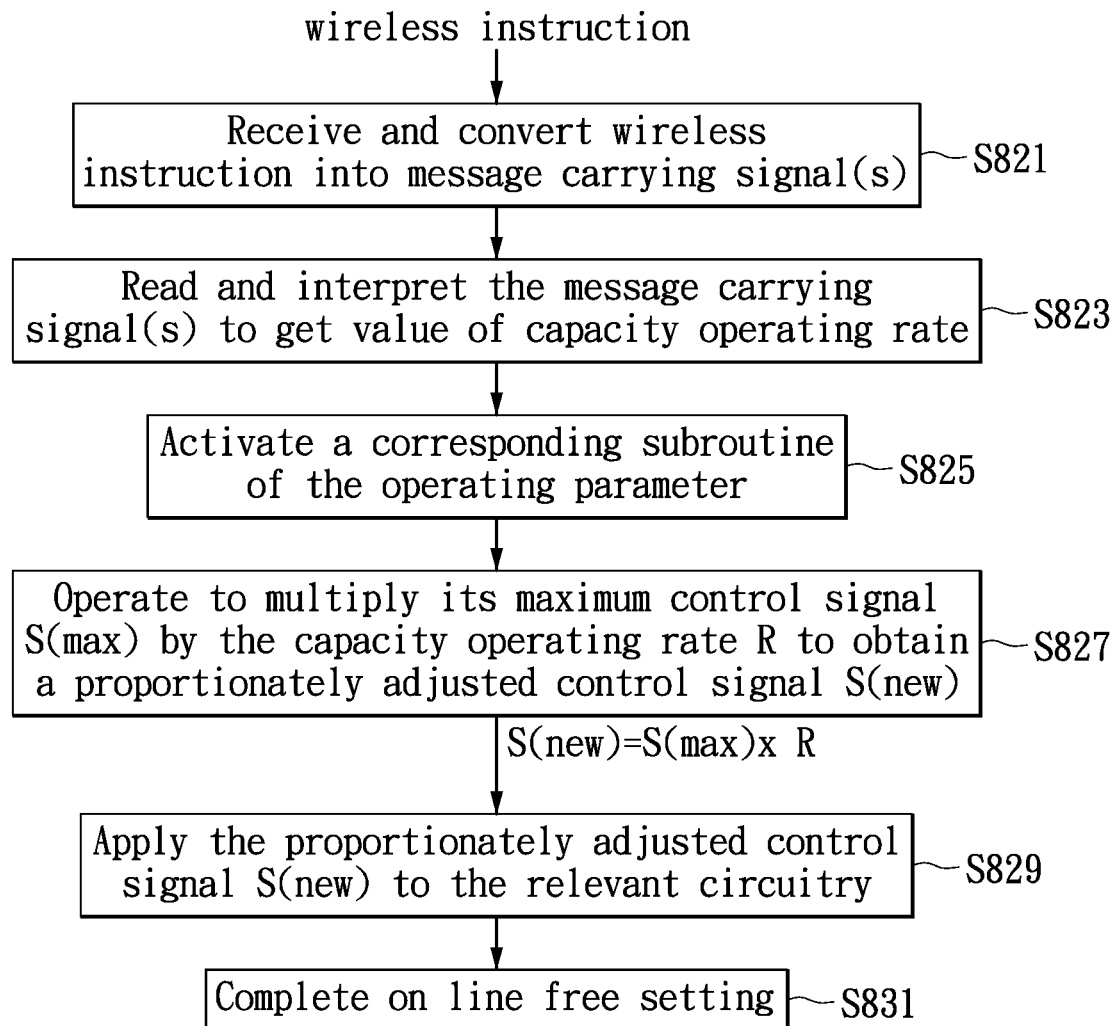 wireless instruction
Receive and convert wireless
instruction into message carrying signal(s)
S821
Read and interpret the message carrying
signal(s) to get value of capacity operating rate
S823
Activate a corresponding subroutine
of the operating parameter
S825
Operate to multiply its maximum control signal
S(max) by the capacity operating rate R to obtain
a proportionately adjusted control signal S(new)
S827
S(new)=S(max)x R
Apply the proportionately adjusted control
signal S(new) to the relevant circuitry
S829
Complete on line free setting
S831